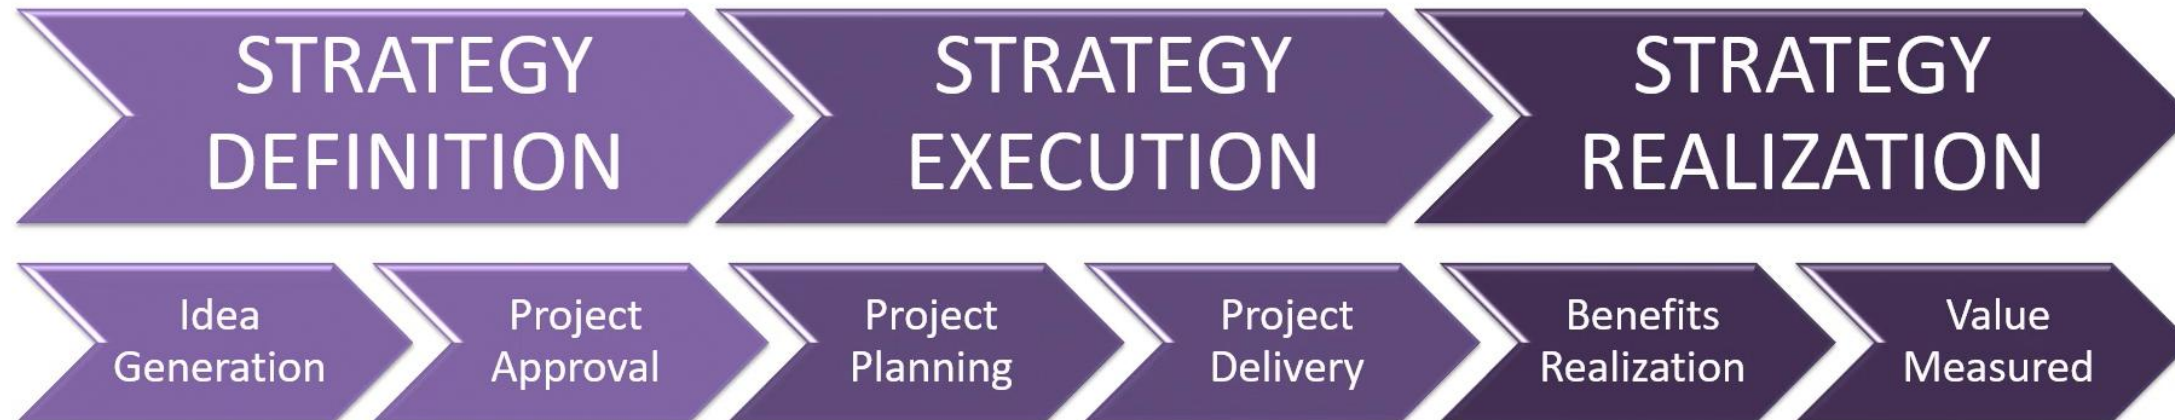 STRATEGY
DEFINITION
STRATEGY
EXECUTION
STRATEGY
REALIZATION
Idea
Generation
Project
Approval
Project
Planning
Project
Delivery
Benefits
Realization
Value
Measured